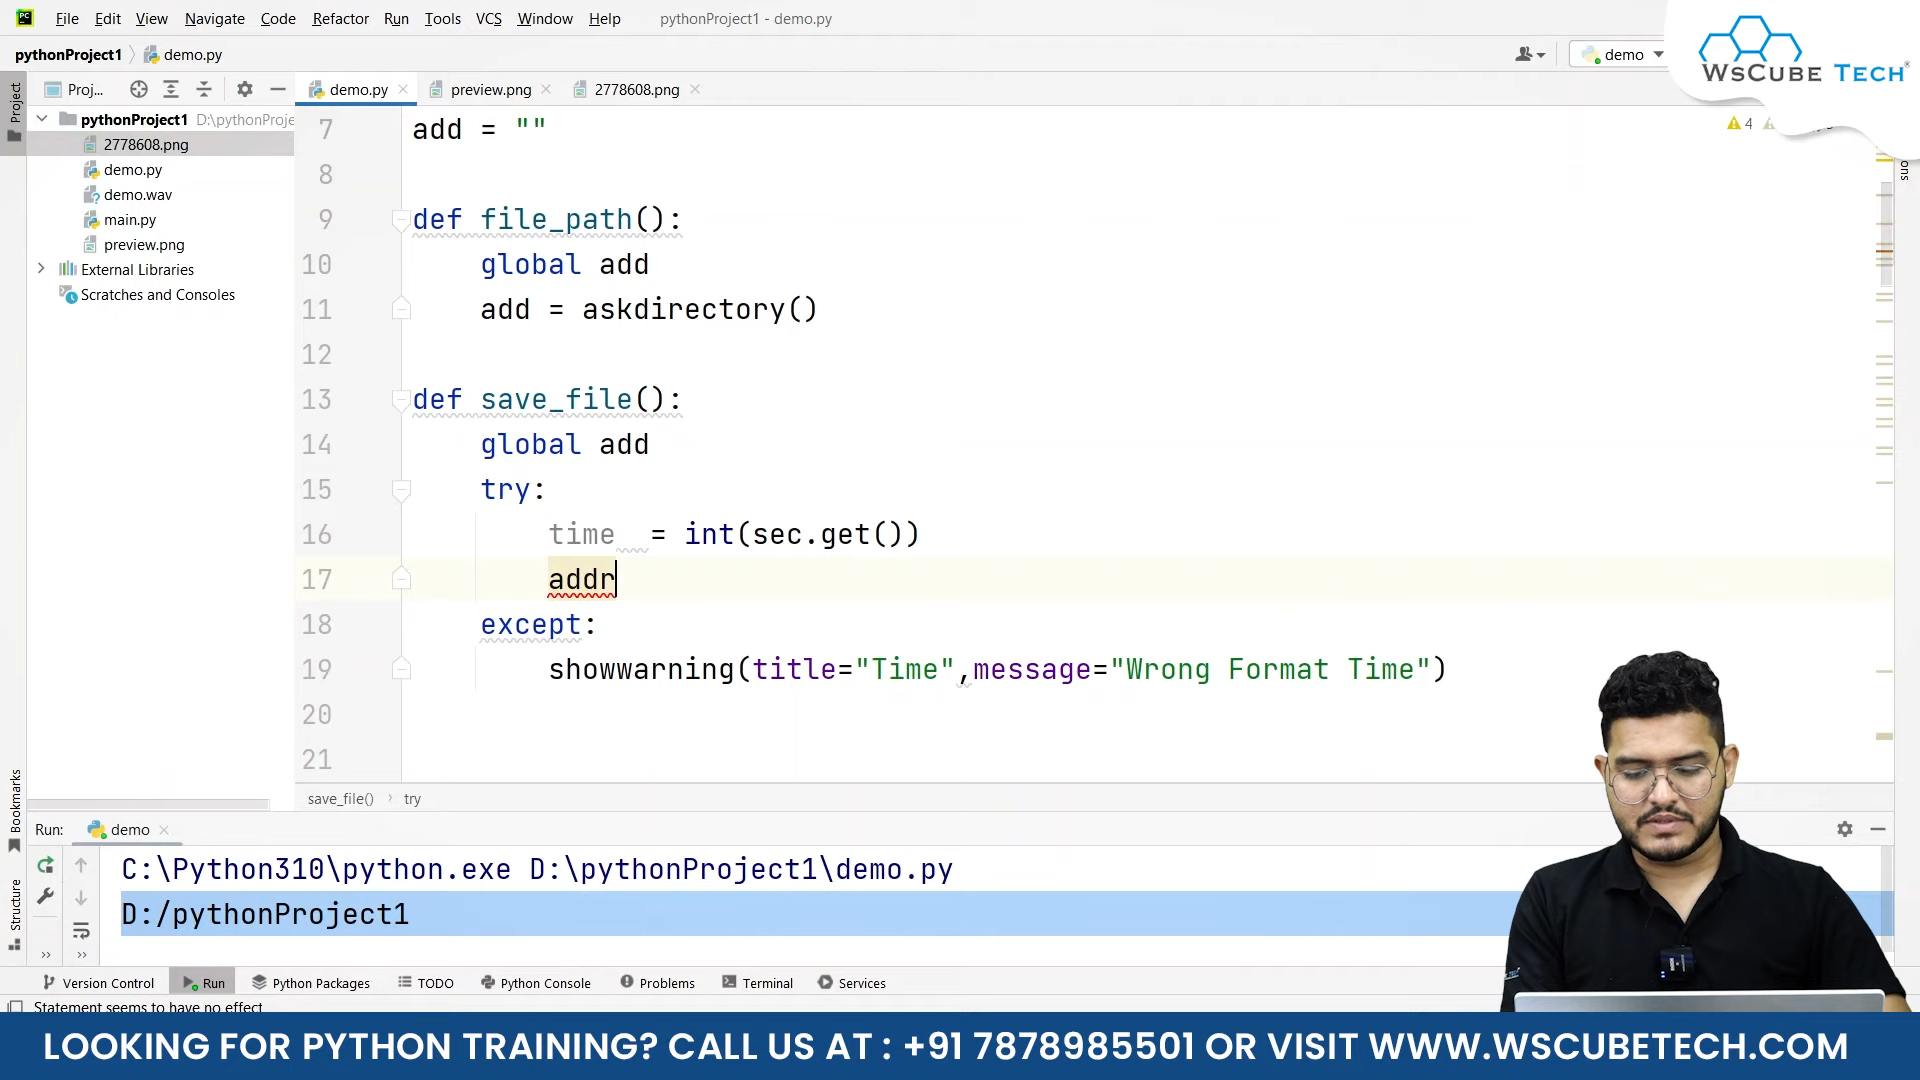 File Edit View Navigate Code Refactor Run Tools VCS Window Help pythonProject1 - demo.py
WsCUBE TECH
pythonProject1 demo.py
demo
Proj...
demo.py
preview.png
2778608.png
Project
pythonProject1 D:\pythonProje
2778608.png
demo.py
demo.wav
main.py
preview.png
External Libraries
Scratches and Consoles
4
7 add = ""
8
9 def file_path():
10 global add
11 add = askdirectory()
12
13 def save_file():
14 global add
15 try:
16 time = int(sec.get())
17 addr
18 except:
19 showwarning(title="Time",message="Wrong Format Time")
20
21
save_file() › try
Bookmarks
Structure
Run: demo
C:\Python310\python.exe D:\pythonProject1\demo.py
D:/pythonProject1
Version Control Run Python Packages TODO Python Console Problems Terminal Services
Statement seems to have no effect
LOOKING FOR PYTHON TRAINING? CALL US AT : +91 7878985501 OR VISIT WWW.WSCUBETECH.COM